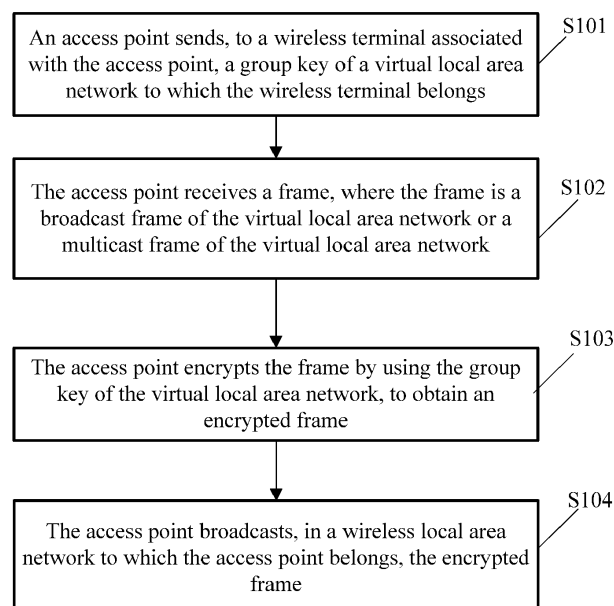 An access point sends, to a wireless terminal associated
with the access point, a group key of a virtual local area
network to which the wireless terminal belongs
S101
The access point receives a frame, where the frame is a
broadcast frame of the virtual local area network or a
multicast frame of the virtual local area network
S102
The access point encrypts the frame by using the group
key of the virtual local area network, to obtain an
encrypted frame
S103
The access point broadcasts, in a wireless local area
network to which the access point belongs, the encrypted
frame
S104